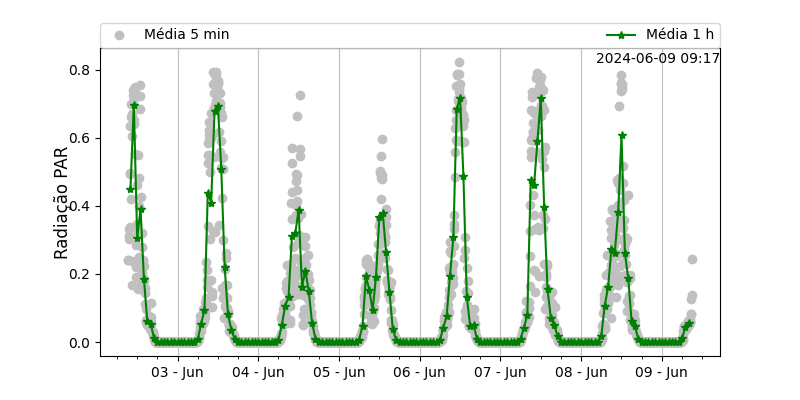 Média 5 min
Média 1 h
2024-06-09 09:17
Radiação PAR
0.8
0.6
0.4
0.2
0.0
03 - Jun
04 - Jun
05 - Jun
06 - Jun
07 - Jun
08 - Jun
09 - Jun